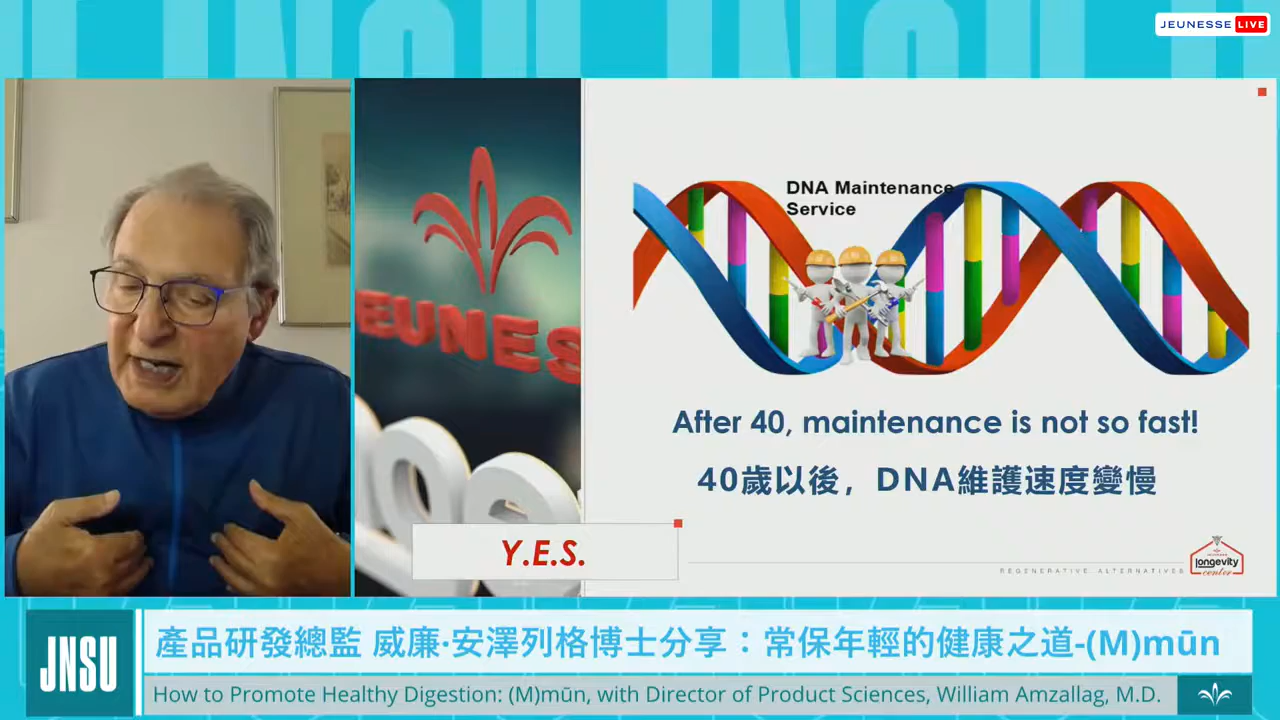 JEUNESSE LIVE
DNA Maintenance
Service
EUNES
After 40, maintenance is not so fast!
40歲以後，DNA維護速度變慢
Y.E.S.
REGENERATIVE ALTERNATIVES
longevity
center
JNSU
產品研發總監 威廉·安澤列格博士分享：常保年輕的健康之道-(M)mūn
How to Promote Healthy Digestion: (M)mūn, with Director of Product Sciences, William Amzallag, M.D.